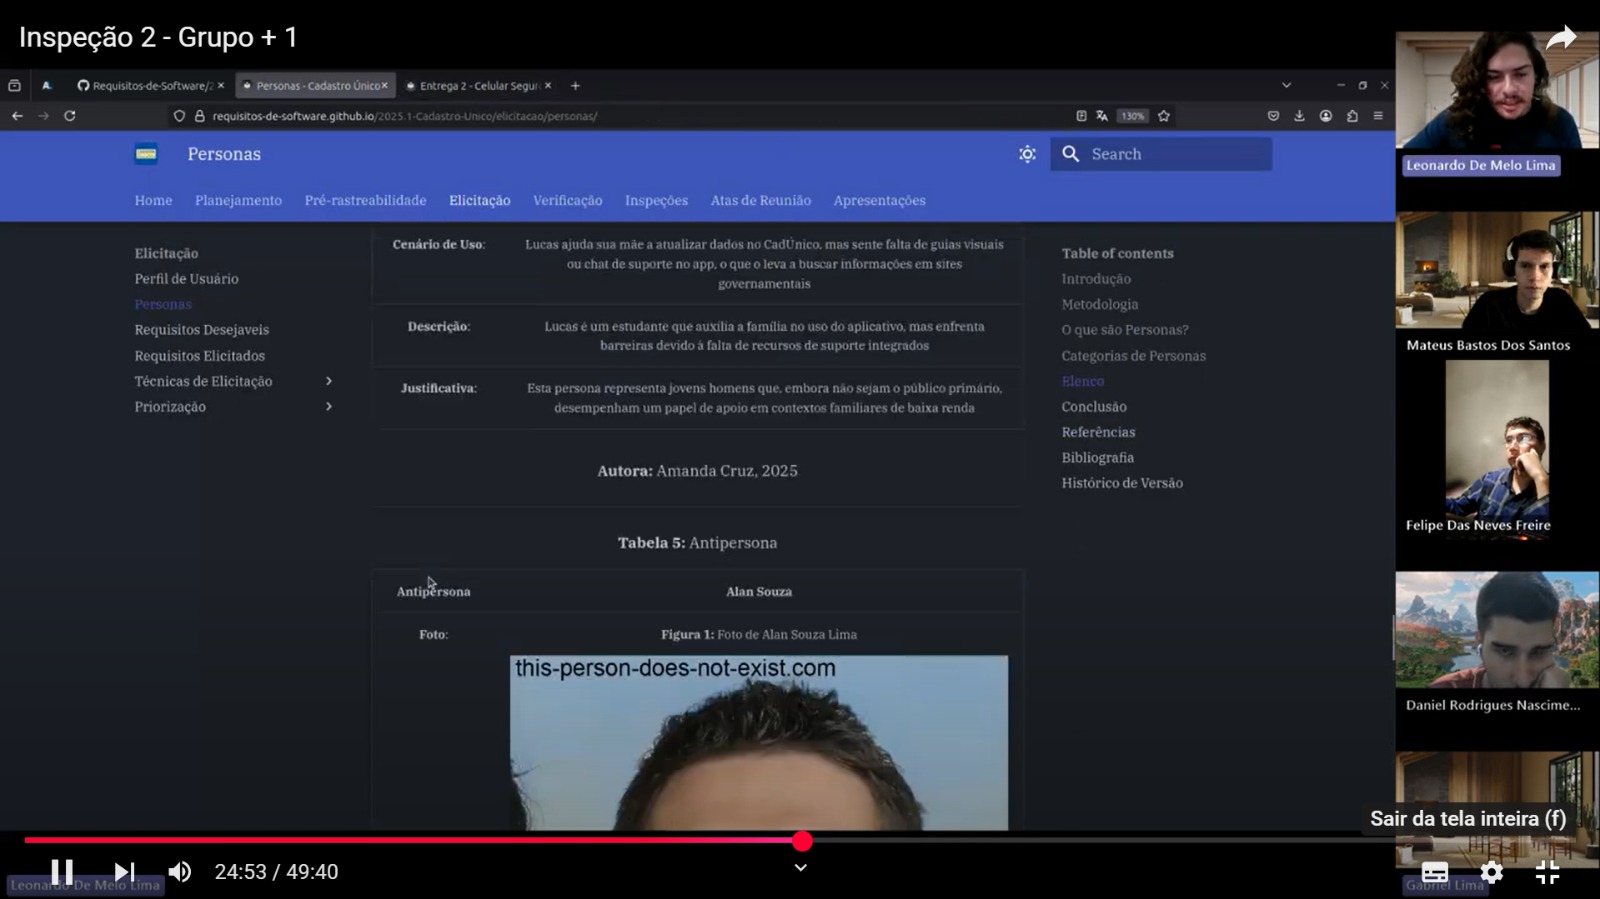 Inspeção 2 - Grupo + 1
Requisitos-de-Software/2
Personas - Cadastro Único
Entrega 2 - Celular Segur
requisitos-de-software.github.io/2025.1-Cadastro-Unico/elicitacao/personas/
130%
Personas
Search
Home Planejamento Pré-rastreabilidade Elicitação Verificação Inspeções Atas de Reunião Apresentações
Elicitação
Perfil de Usuário
Personas
Requisitos Desejaveis
Requisitos Elicitados
Técnicas de Elicitação
Priorização
Cenário de Uso:
Lucas ajuda sua mãe a atualizar dados no CadÚnico, mas sente falta de guias visuais
ou chat de suporte no app, o que o leva a buscar informações em sites
governamentais
Descrição:
Lucas é um estudante que auxilia a família no uso do aplicativo, mas enfrenta
barreiras devido à falta de recursos de suporte integrados
Justificativa:
Esta persona representa jovens homens que, embora não sejam o público primário,
desempenham um papel de apoio em contextos familiares de baixa renda
Autora: Amanda Cruz, 2025
Tabela 5: Antipersona
Antipersona
Alan Souza
Foto:
Figura 1: Foto de Alan Souza Lima
this-person-does-not-exist.com
Table of contents
Introdução
Metodologia
O que são Personas?
Categorias de Personas
Elenco
Conclusão
Referências
Bibliografia
Histórico de Versão
Leonardo De Melo Lima
Mateus Bastos Dos Santos
Felipe Das Neves Freire
Daniel Rodrigues Nascime...
Sair da tela inteira (f)
24:53 / 49:40
Leonardo De Melo Lima
Gabriel Lima